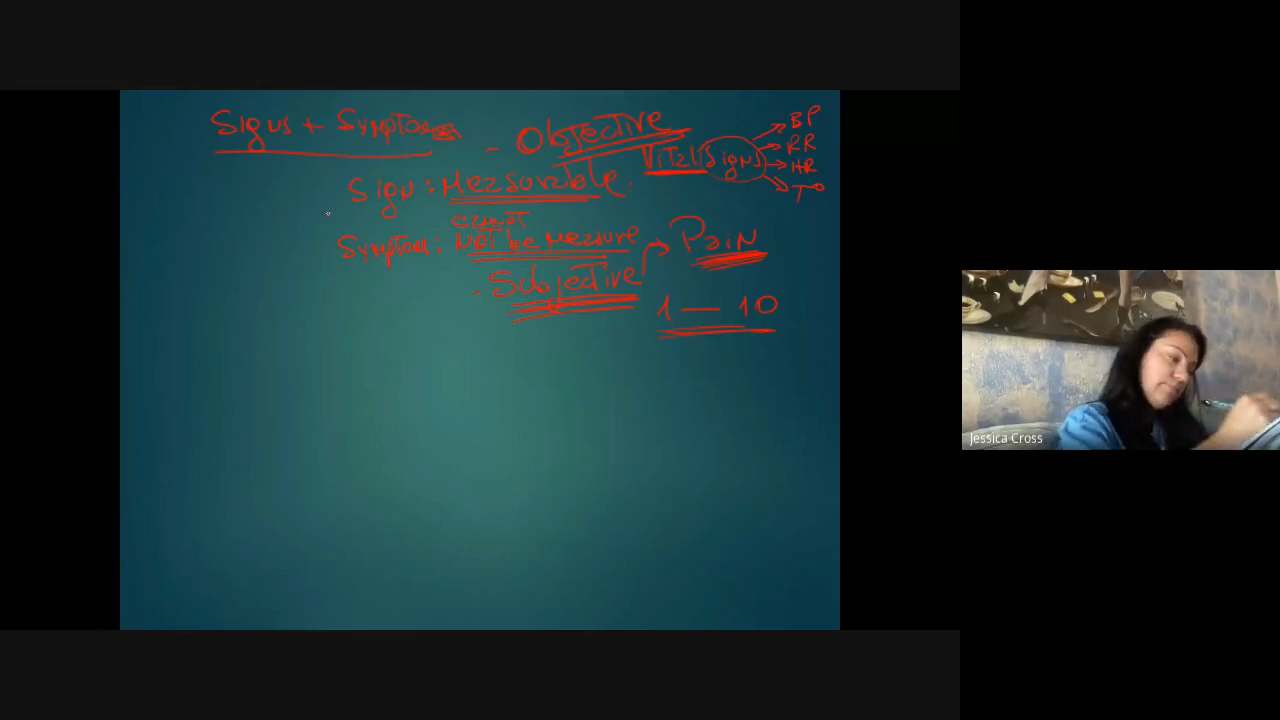 Signs + Symptoms
- Objective
Vital Signs
BP
RR
HR
T°
Sign: Measurable.
cannot
Symptom: Not be measure
Pain
- Subjective
1 — 10
Jessica Cross